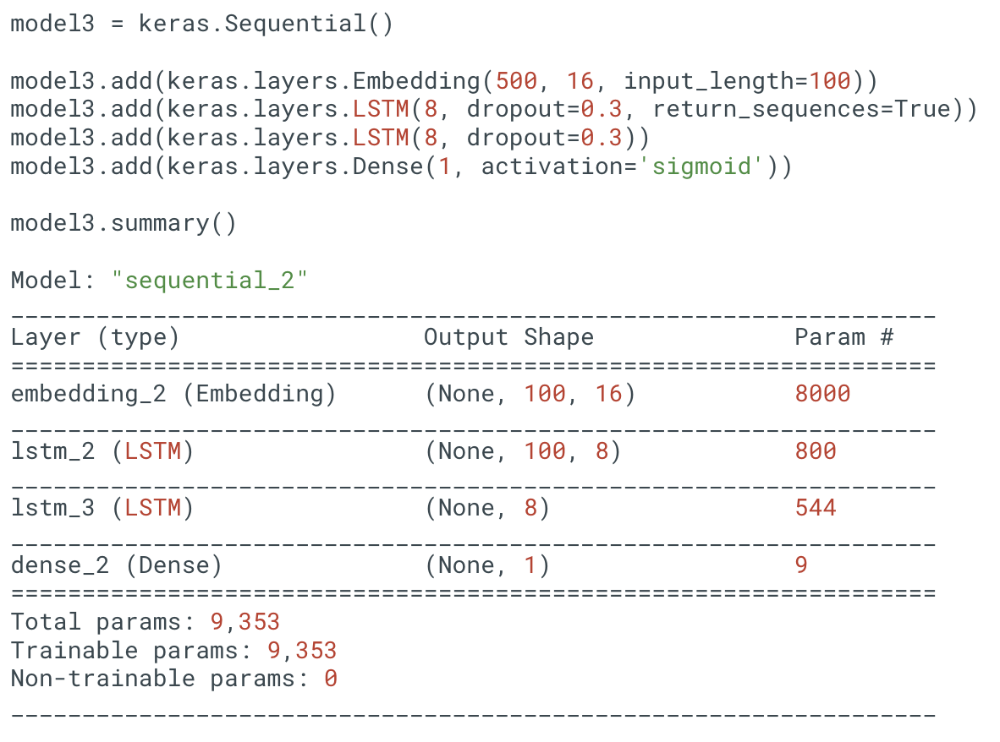 model3 = keras.Sequential()
model3.add(keras.layers.Embedding(500, 16, input_length=100))
model3.add(keras.layers.LSTM(8, dropout=0.3, return_sequences=True))
model3.add(keras.layers.LSTM(8, dropout=0.3))
model3.add(keras.layers.Dense(1, activation='sigmoid'))
model3.summary()
Model: "sequential_2"
_________________________________________________________________
Layer (type)                 Output Shape              Param #
=================================================================
embedding_2 (Embedding)      (None, 100, 16)           8000
_________________________________________________________________
lstm_2 (LSTM)                (None, 100, 8)            800
_________________________________________________________________
lstm_3 (LSTM)                (None, 8)                 544
_________________________________________________________________
dense_2 (Dense)              (None, 1)                 9
=================================================================
Total params: 9,353
Trainable params: 9,353
Non-trainable params: 0
_________________________________________________________________